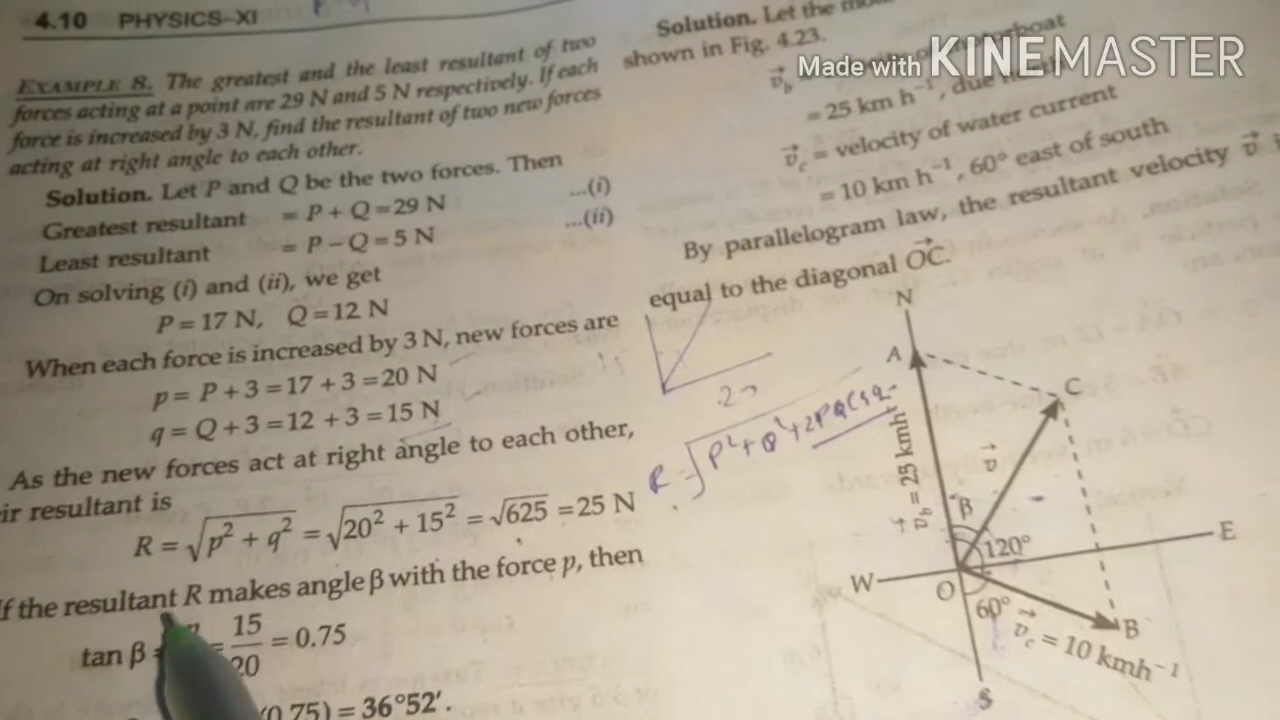 4.10 PHYSICS-XI
EXAMPLE 8. The greatest and the least resultant of two
forces acting at a point are 29 N and 5 N respectively. If each
force is increased by 3 N, find the resultant of two new forces
acting at right angle to each other.
Solution. Let P and Q be the two forces. Then
Greatest resultant = P + Q = 29 N ...(i)
Least resultant = P − Q = 5 N ...(ii)
On solving (i) and (ii), we get
P = 17 N, Q = 12 N
When each force is increased by 3 N, new forces are
p = P + 3 = 17 + 3 = 20 N
q = Q + 3 = 12 + 3 = 15 N
As the new forces act at right angle to each other,
ir resultant is
R = √(p² + q²) = √(20² + 15²) = √625 = 25 N
If the resultant R makes angle β with the force p, then
tan β = 15/20 = 0.75
(0.75) = 36°52′.
Solution. Let the
shown in Fig. 4.23.
Made with KINEMASTER
v⃗_b
= 25 km h⁻¹, due
v⃗_c = velocity of water current
= 10 km h⁻¹, 60° east of south
By parallelogram law, the resultant velocity v⃗
equal to the diagonal OC⃗.
R = √P² + Q² + 2PQ
N
A
C
v⃗_b = 25 kmh⁻¹
v⃗
β
120°
E
W
O
60°
v⃗_c = 10 kmh⁻¹
B
S